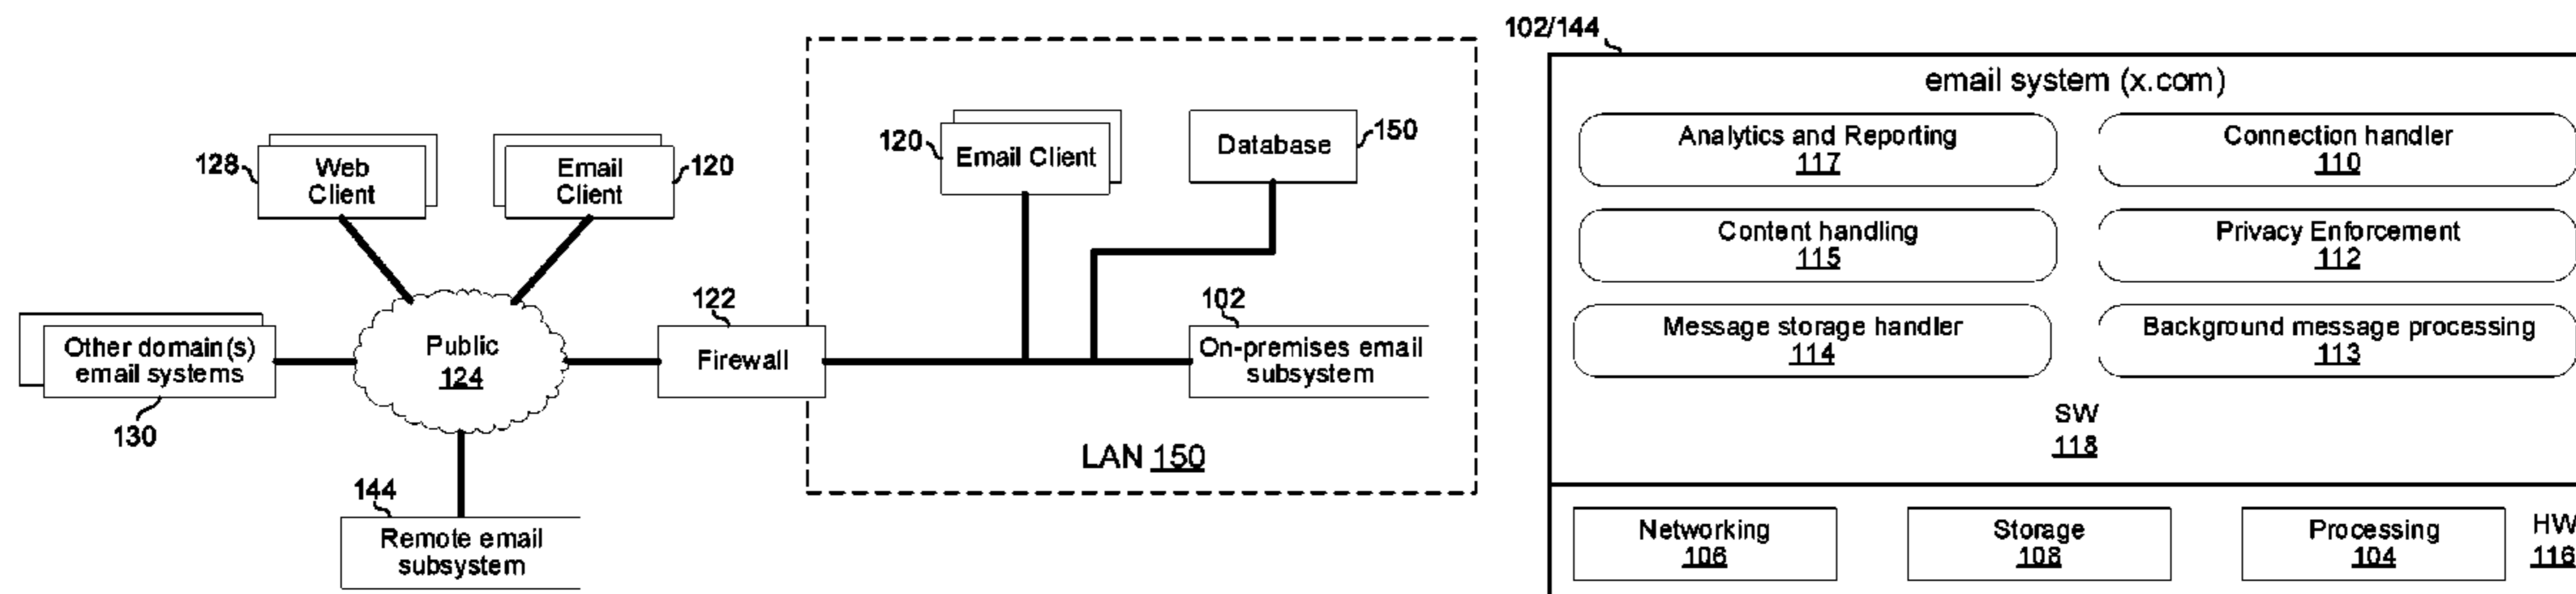 102/144
128
Web
Client
Email
Client
120
Other domain(s)
email systems
130
Public
124
144
Remote email
subsystem
122
Firewall
120
Email Client
Database
150
102
On-premises email
subsystem
LAN 150
email system (x.com)
Analytics and Reporting
117
Connection handler
110
Content handling
115
Privacy Enforcement
112
Message storage handler
114
Background message processing
113
SW
118
Networking
106
Storage
108
Processing
104
HW
116